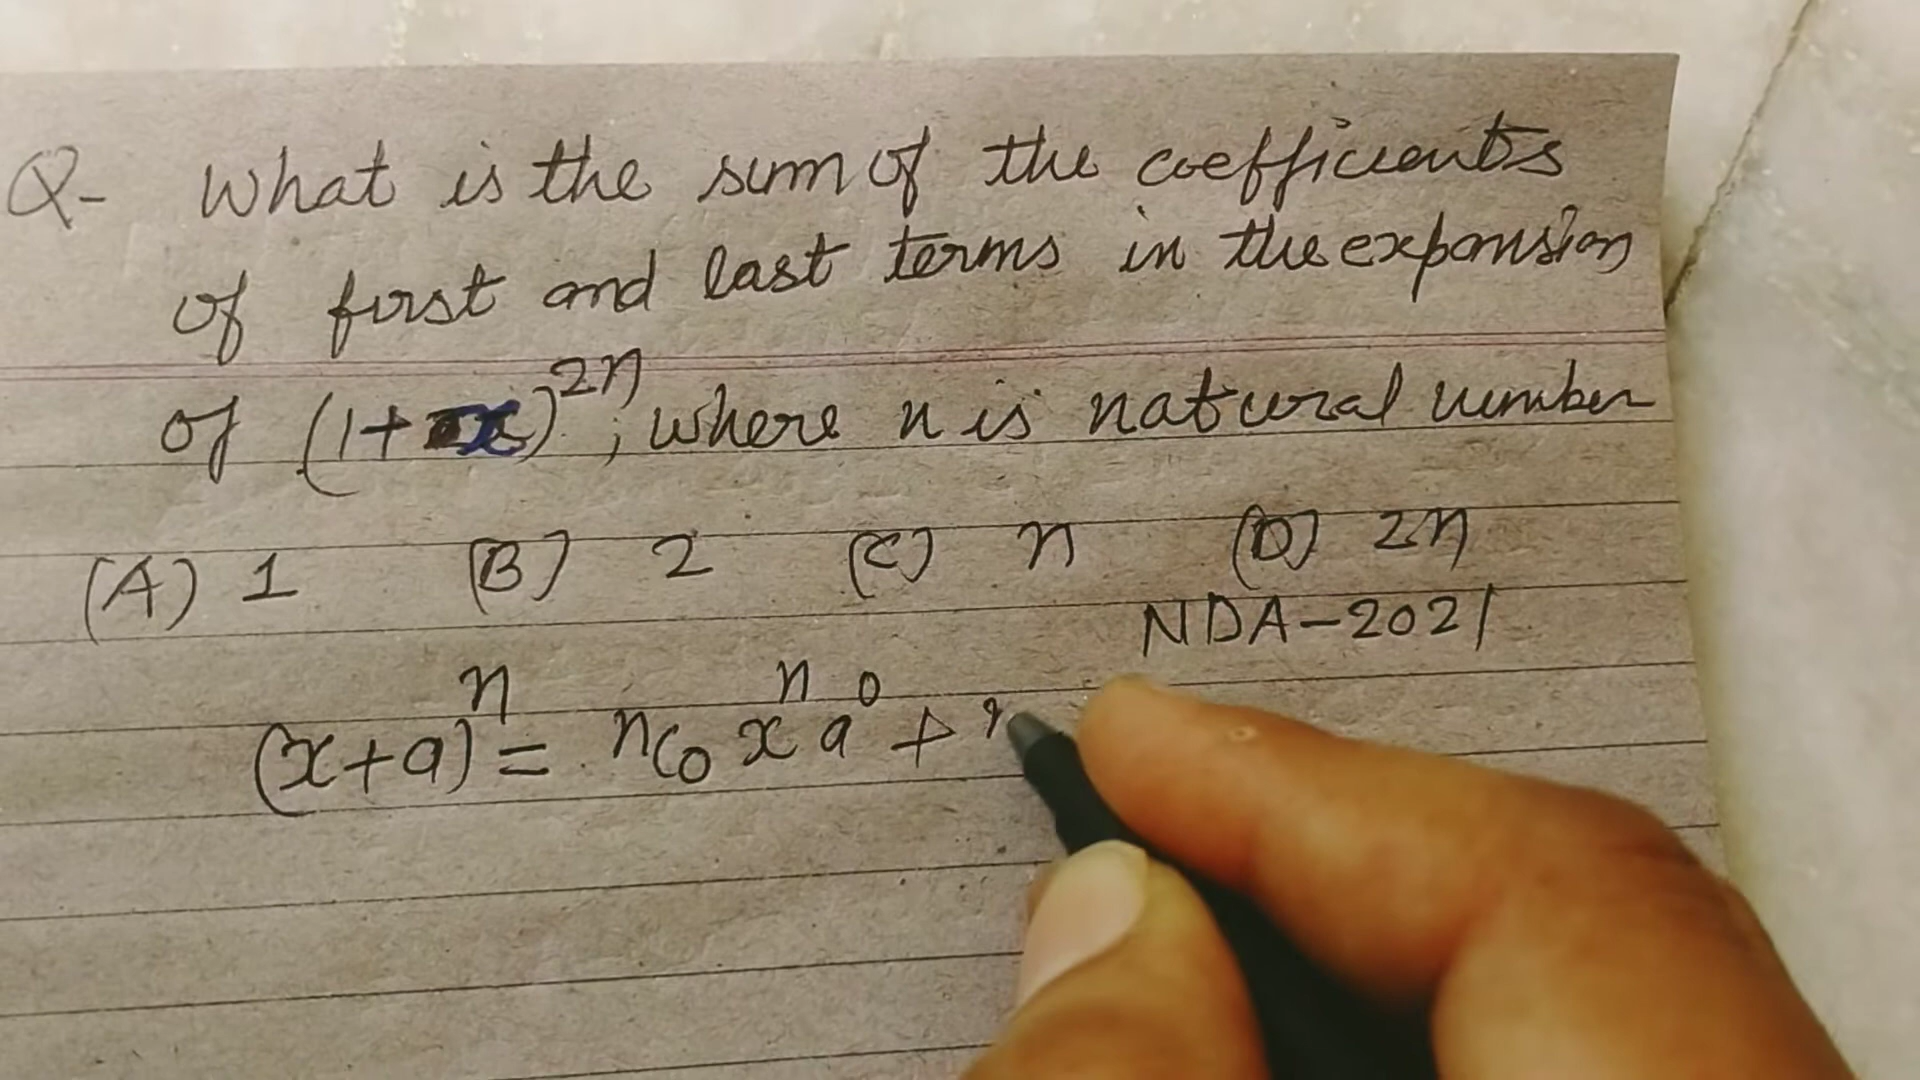 Q- What is the sum of the coefficients
of first and last terms in the expansion
of (1+x)^2n; where n is natural number
(A) 1 (B) 2 (C) n (D) 2n
NDA-2021
(x+a)^n = nC0 x^n a^0 +